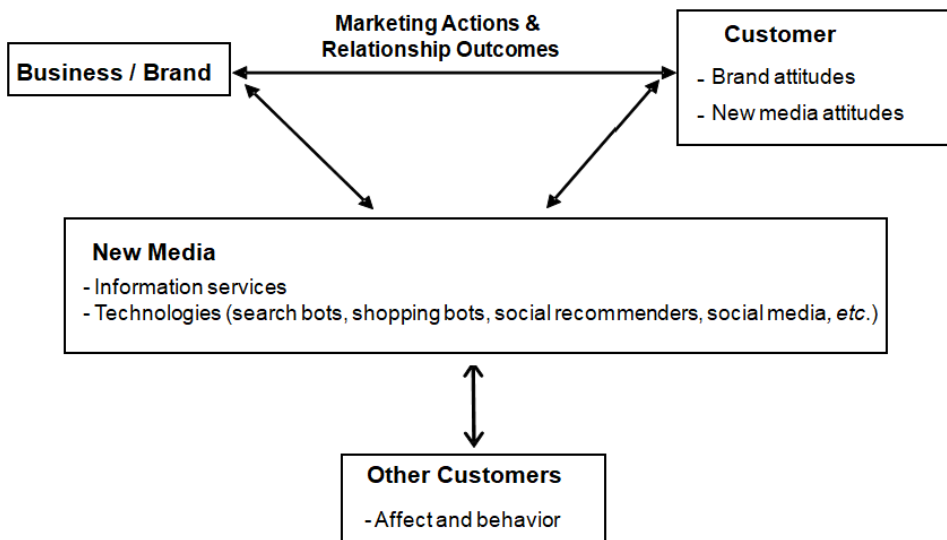 Marketing Actions &
Relationship Outcomes
Business / Brand
Customer
- Brand attitudes
- New media attitudes
New Media
- Information services
- Technologies (search bots, shopping bots, social recommenders, social media, etc.)
Other Customers
- Affect and behavior